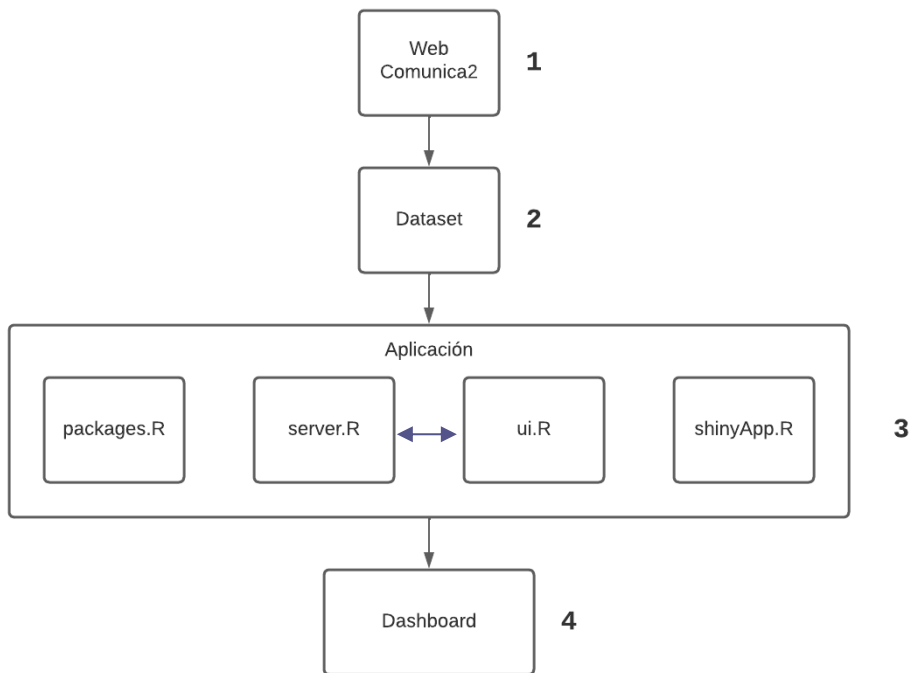 Web
Comunica2
1
Dataset
2
Aplicación
packages.R
server.R
ui.R
shinyApp.R
3
Dashboard
4